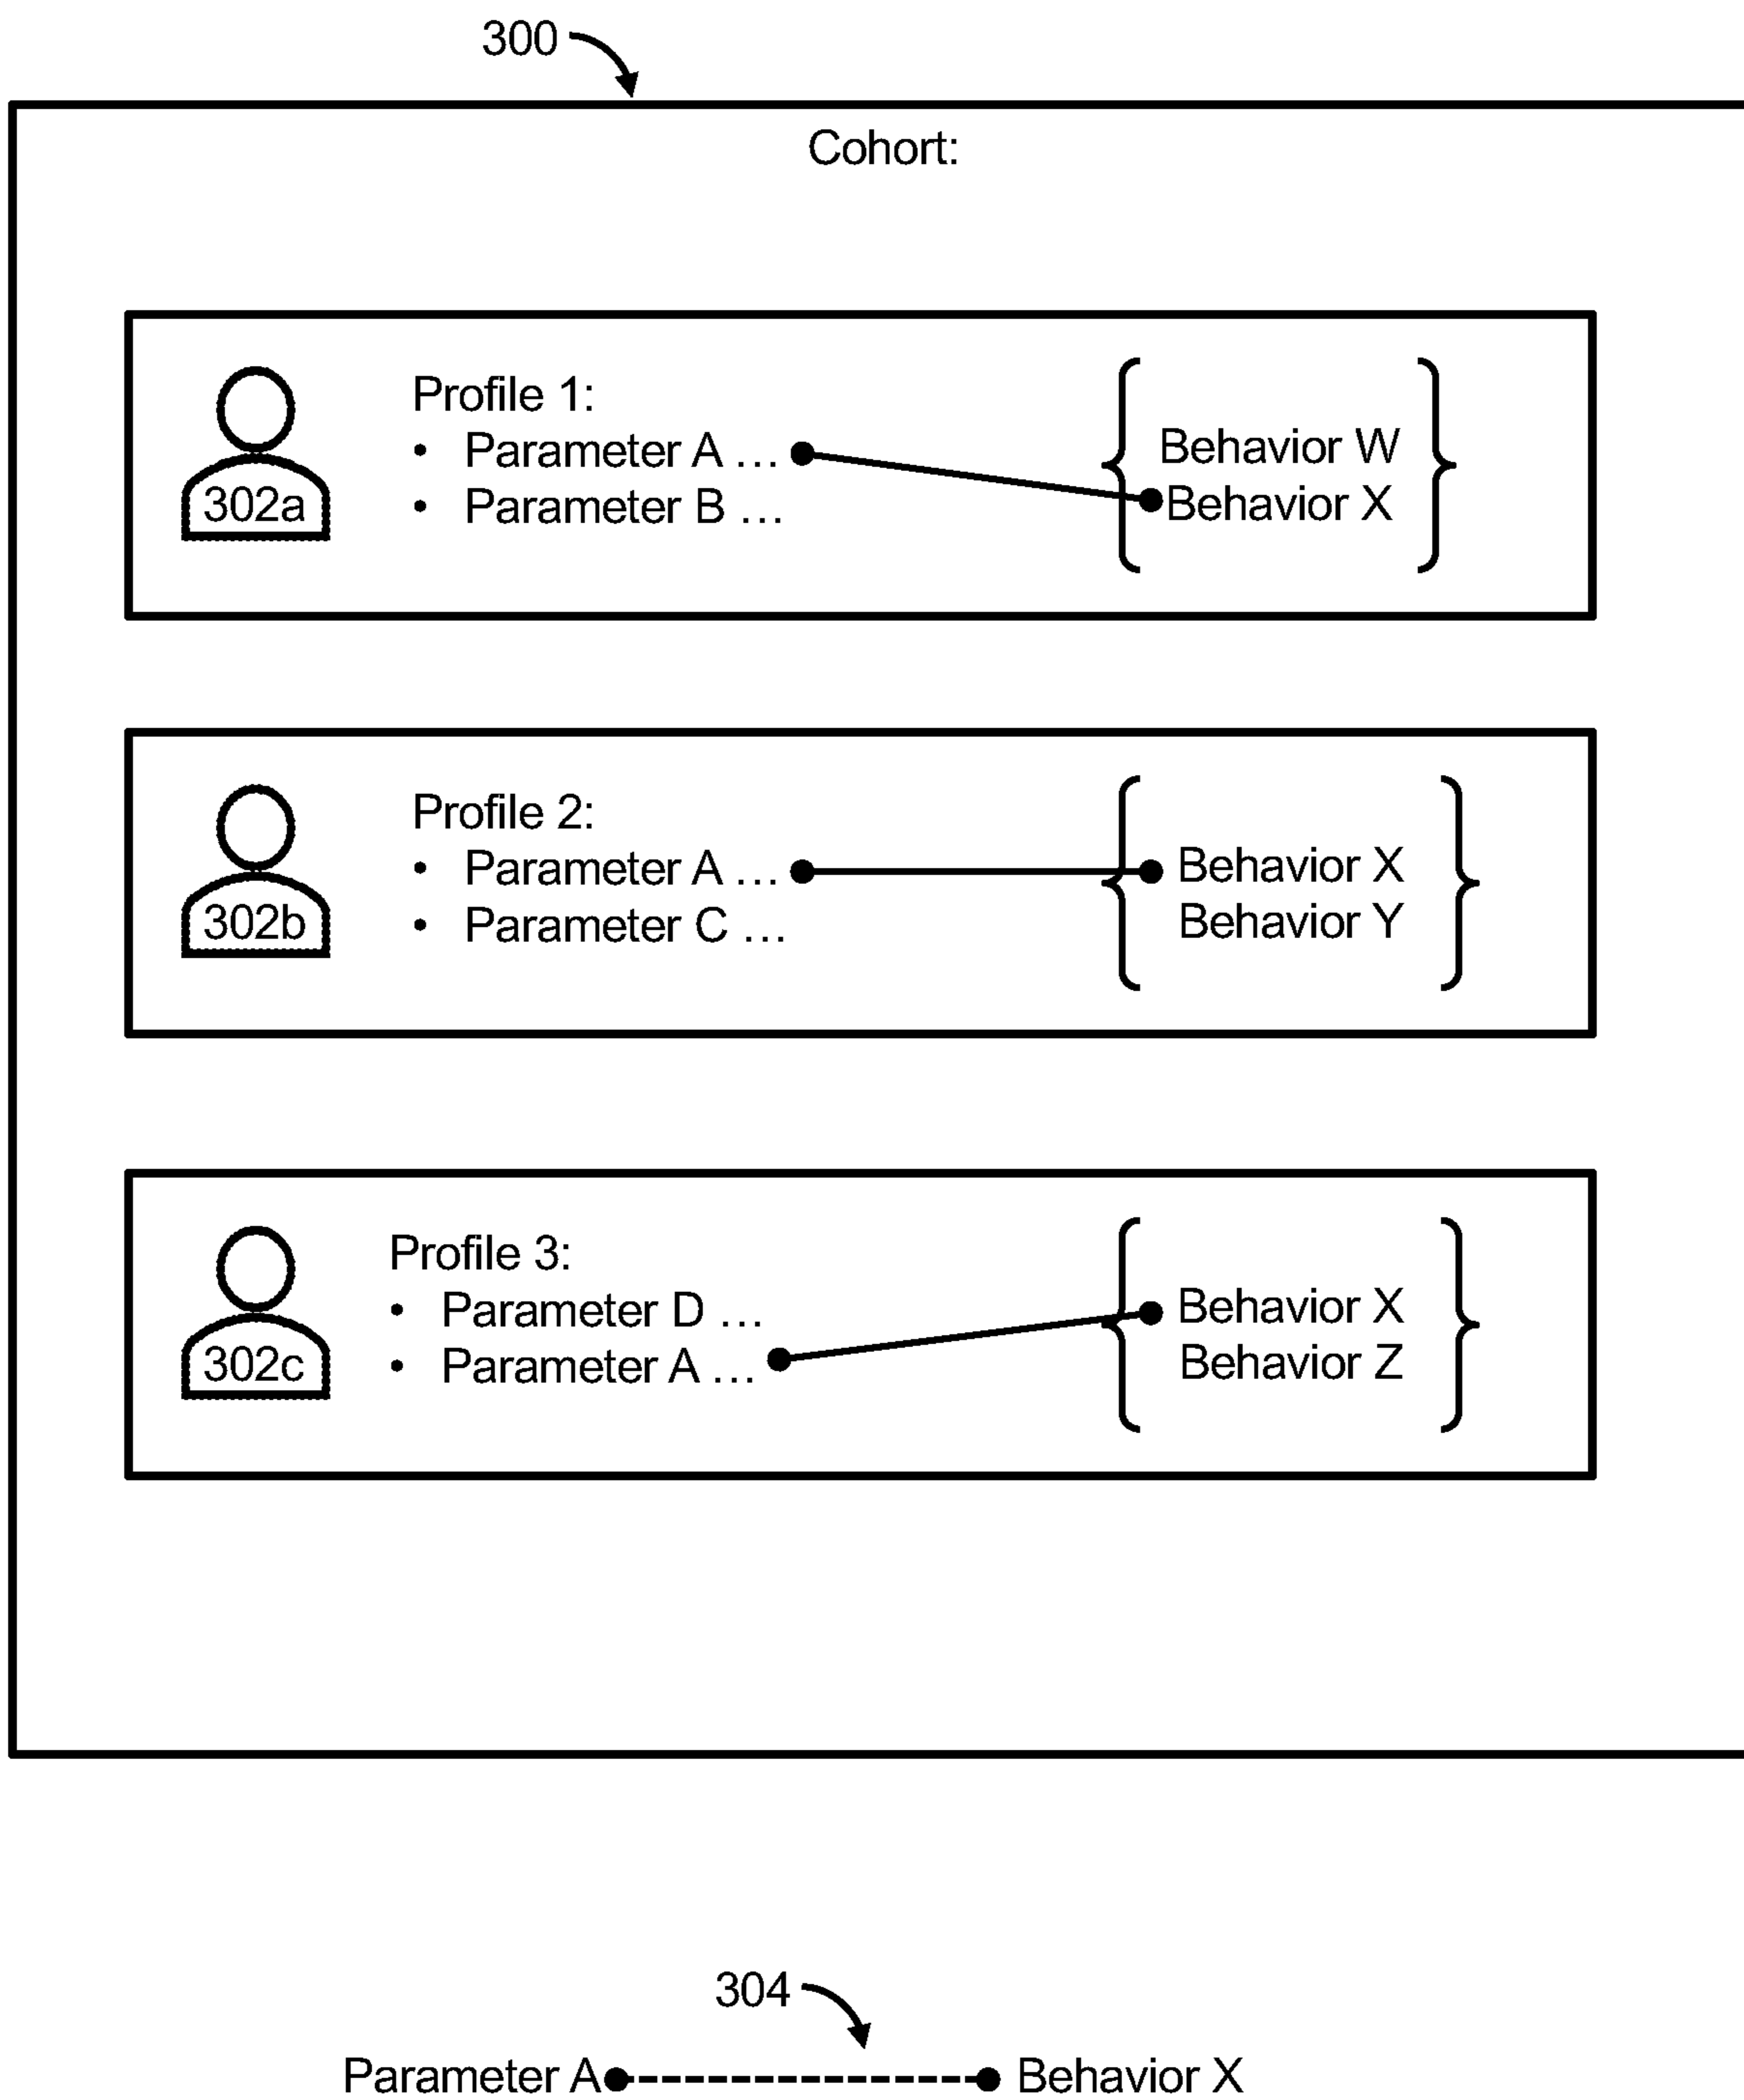 300
Cohort:
Profile 1:
• Parameter A ...
• Parameter B ...
302a
Behavior W
Behavior X
Profile 2:
• Parameter A ...
• Parameter C ...
302b
Behavior X
Behavior Y
Profile 3:
• Parameter D ...
• Parameter A ...
302c
Behavior X
Behavior Z
304
Parameter A Behavior X